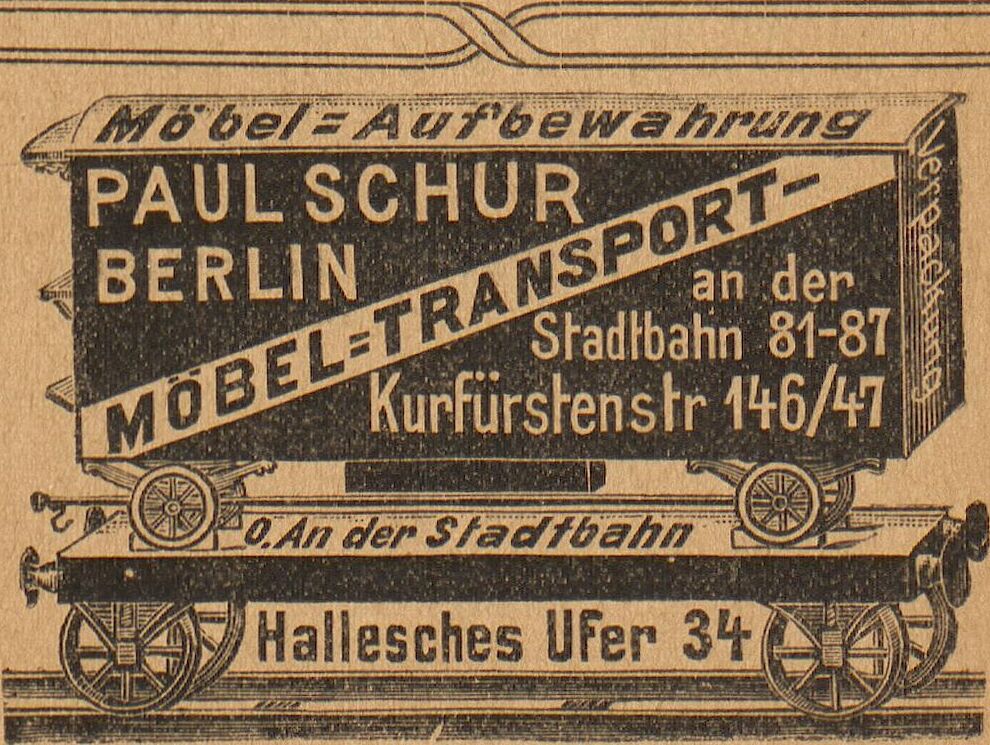 Möbel=Aufbewahrung
PAUL SCHUR
BERLIN
MÖBEL=TRANSPORT-
an der
Stadtbahn 81-87
Kurfürstenstr 146/47
Verpachung
O. An der Stadtbahn
Hallesches Ufer 34